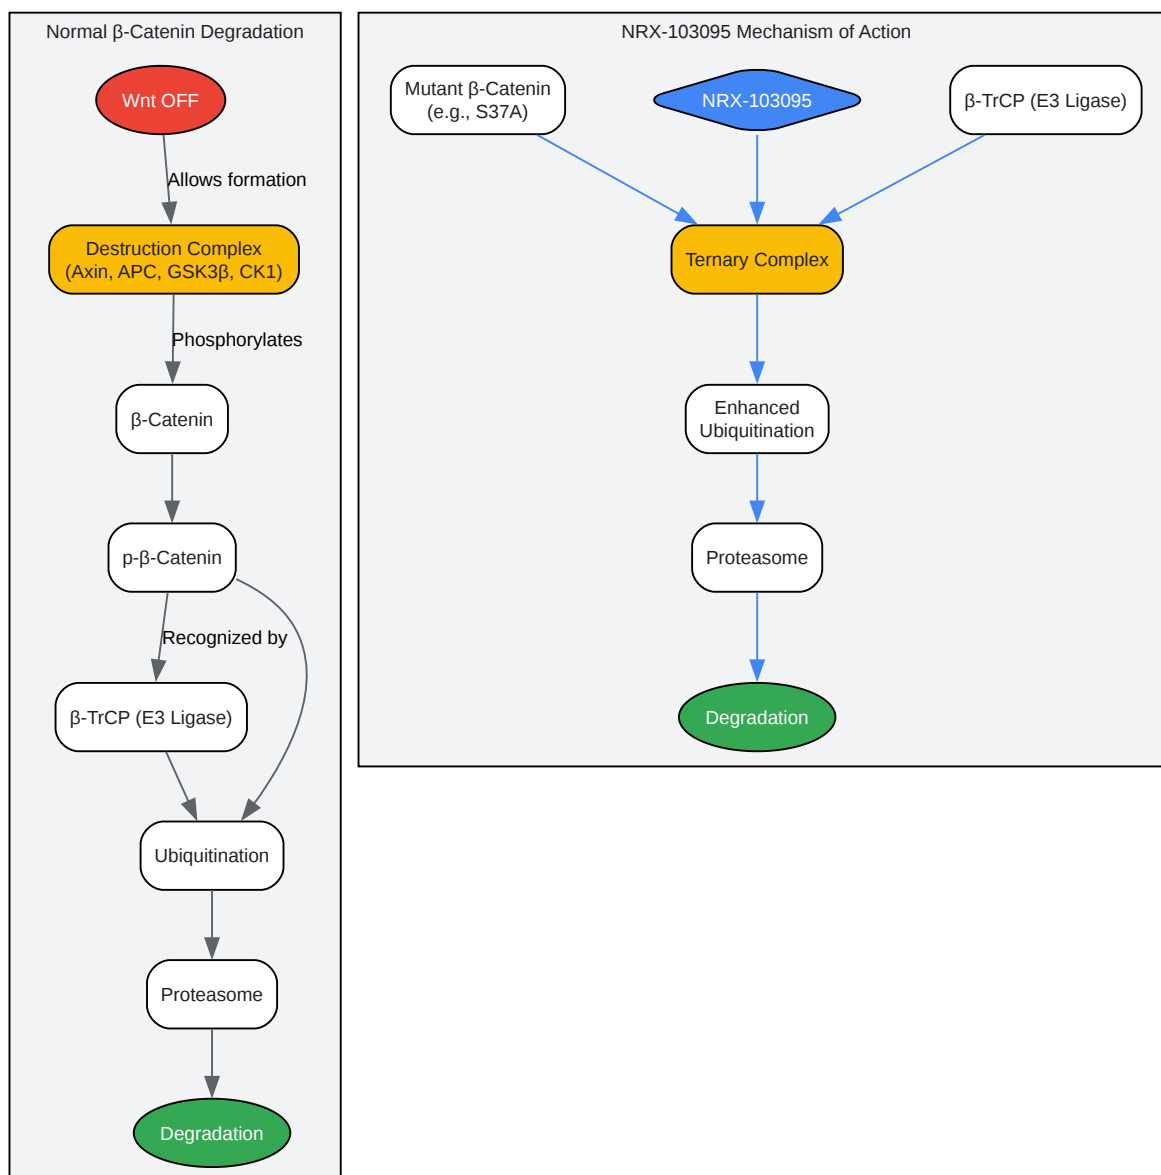 Normal β-Catenin Degradation
Wnt OFF
Allows formation
Destruction Complex
(Axin, APC, GSK3β, CK1)
Phosphorylates
β-Catenin
p-β-Catenin
Recognized by
β-TrCP (E3 Ligase)
Ubiquitination
Proteasome
Degradation
NRX-103095 Mechanism of Action
Mutant β-Catenin
(e.g., S37A)
NRX-103095
β-TrCP (E3 Ligase)
Ternary Complex
Enhanced
Ubiquitination
Proteasome
Degradation